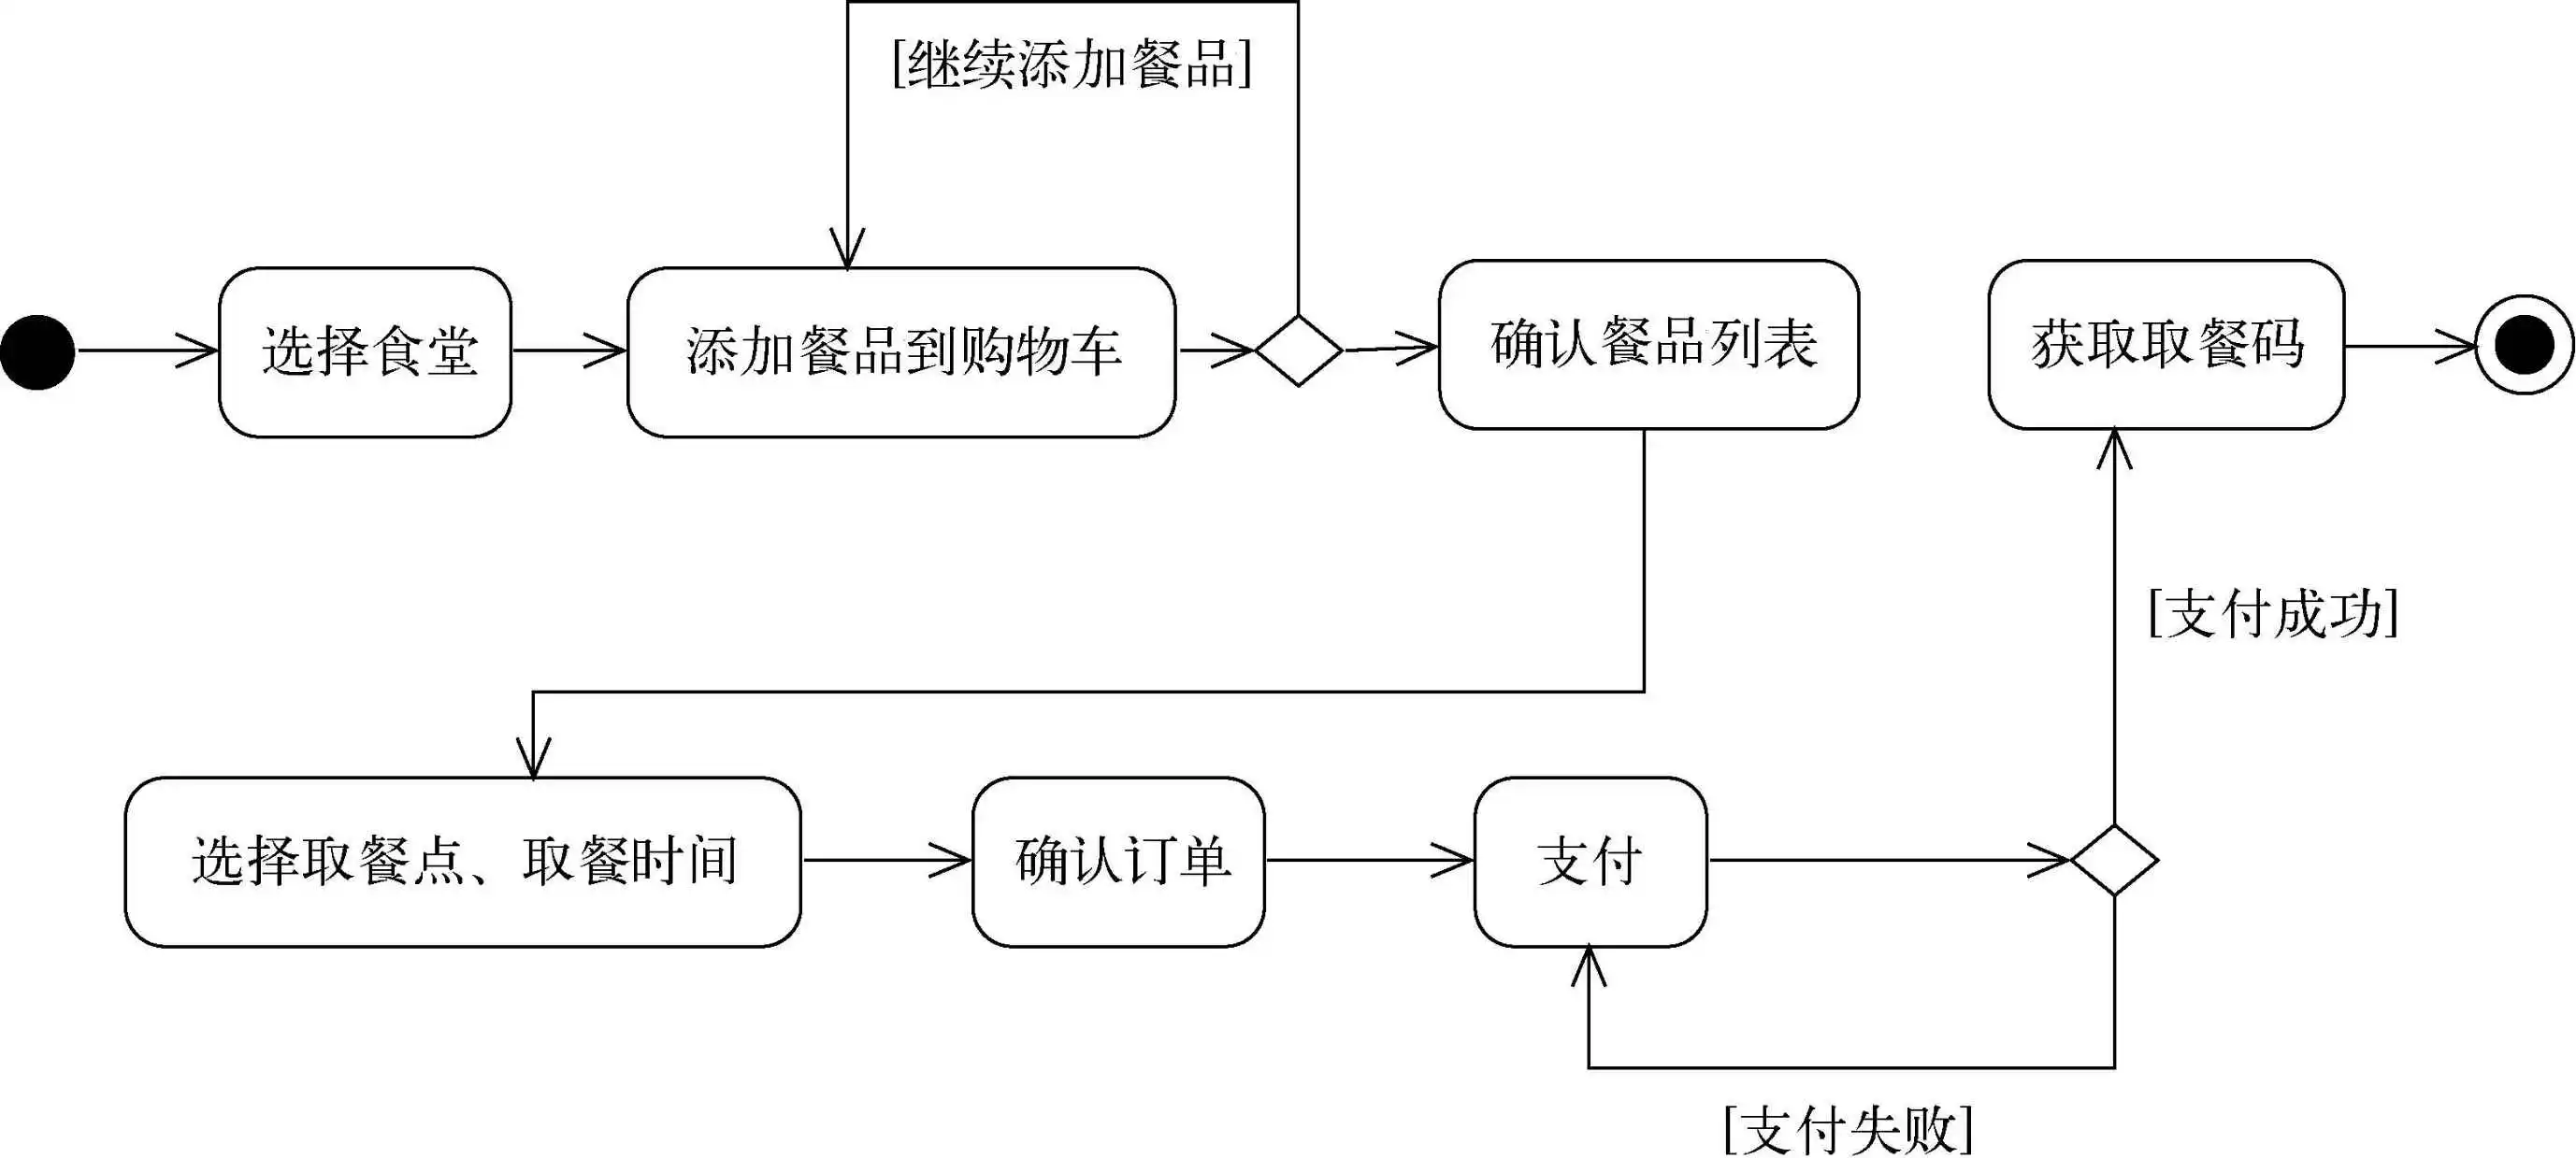 [继续添加餐品]
选择食堂
添加餐品到购物车
确认餐品列表
获取取餐码
[支付成功]
选择取餐点、取餐时间
确认订单
支付
[支付失败]